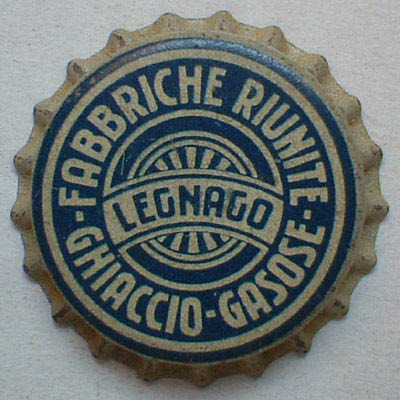 FABBRICHE RIUNITE
LEGNAGO
GHIACCIO-GASOSE